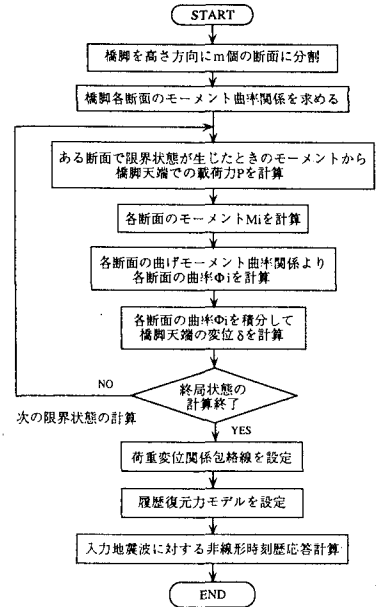 START
橋脚を高さ方向にm個の断面に分割
橋脚各断面のモーメント曲率関係を求める
ある断面で限界状態が生じたときのモーメントから
橋脚天端での載荷力Pを計算
各断面のモーメントMiを計算
各断面の曲げモーメント曲率関係より
各断面の曲率Φiを計算
各断面の曲率Φiを積分して
橋脚天端の変位δを計算
NO
終局状態の
計算終了
次の限界状態の計算
YES
荷重変位関係包絡線を設定
履歴復元力モデルを設定
入力地震波に対する非線形時刻歴応答計算
END